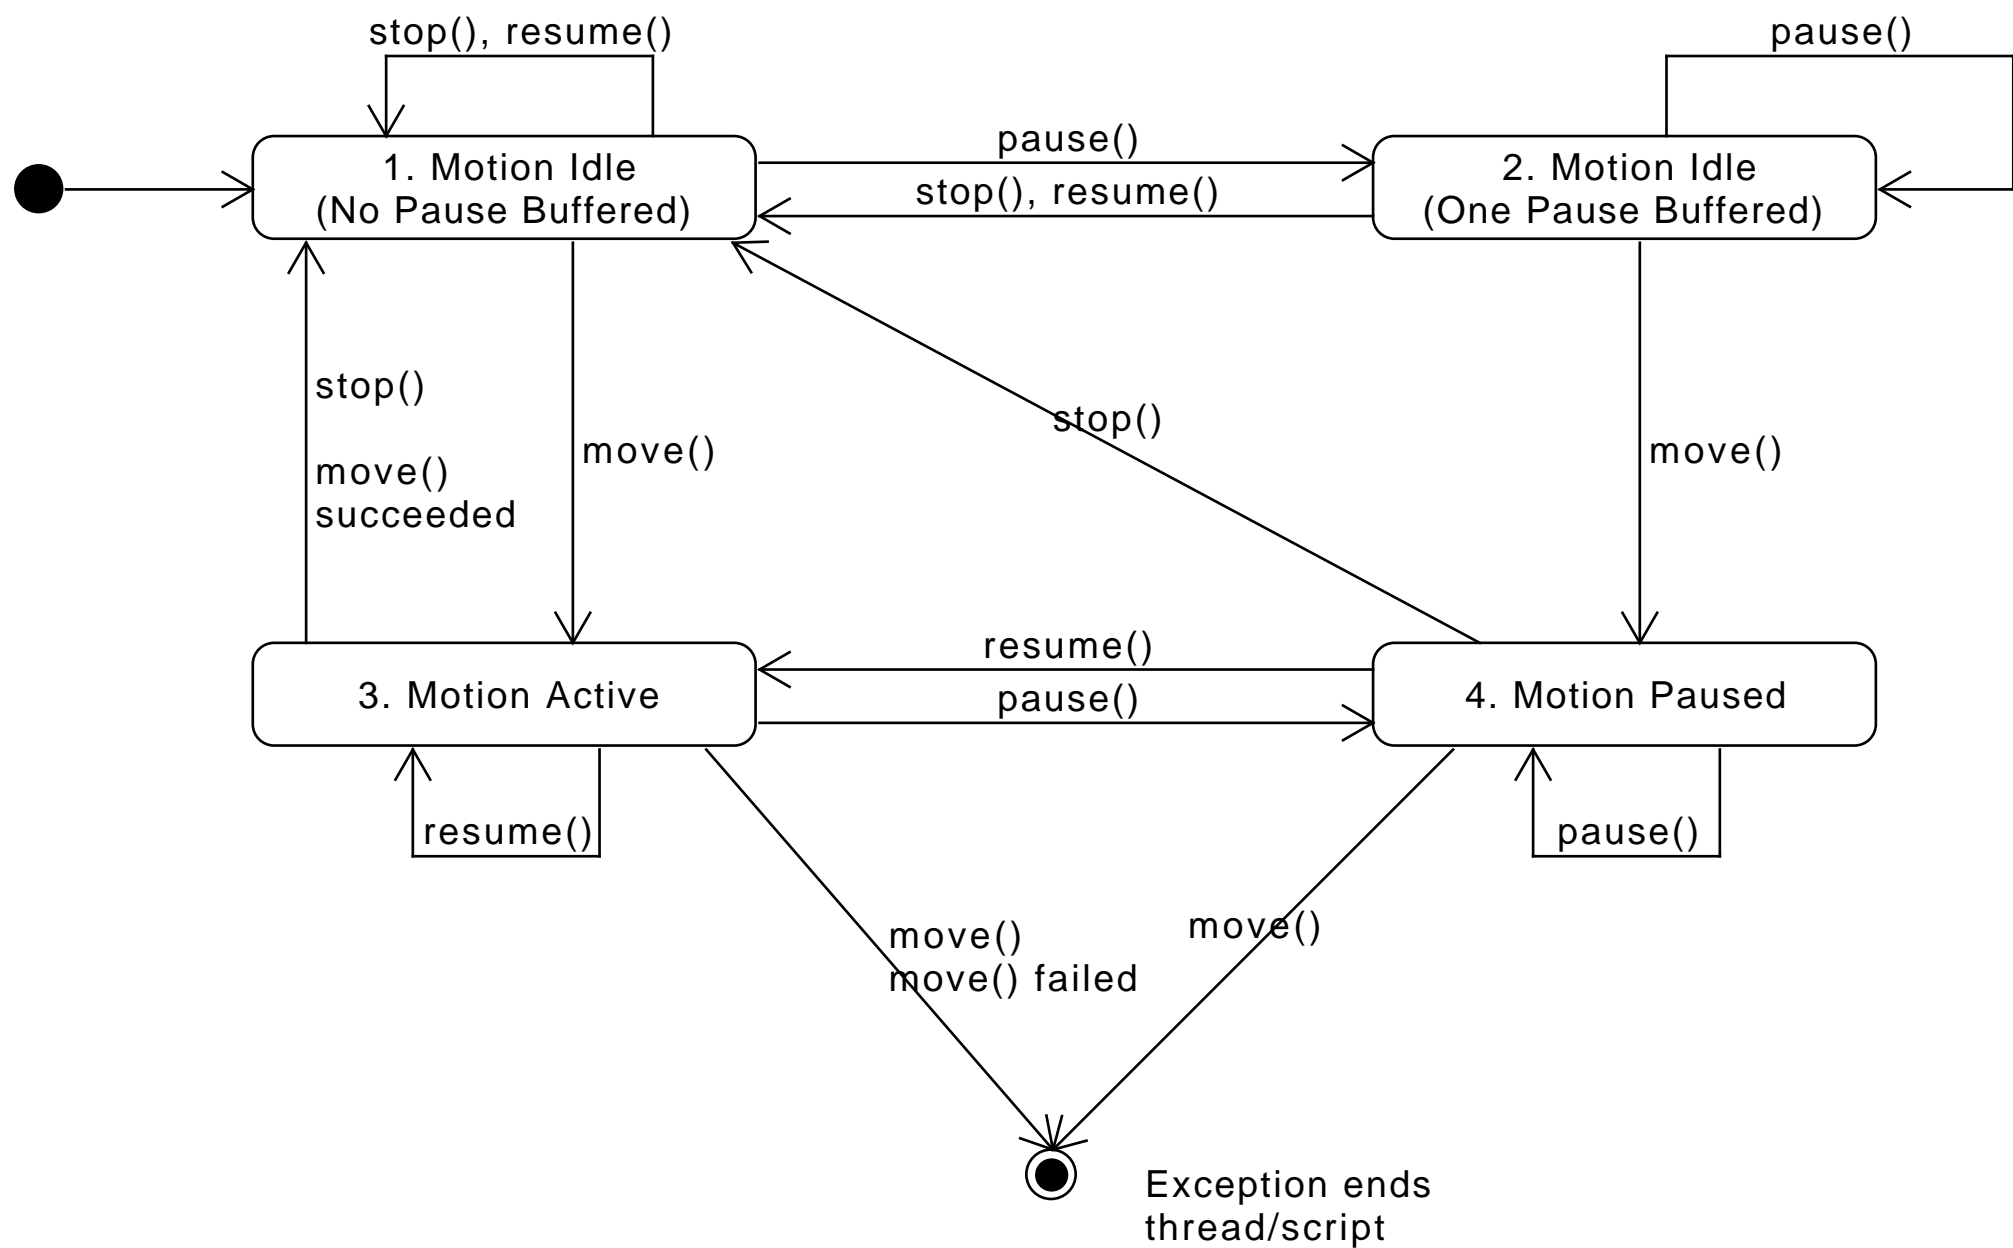 stop(), resume()
pause()
pause()
1. Motion Idle
(No Pause Buffered)
2. Motion Idle
(One Pause Buffered)
stop(), resume()
stop()
move()
succeeded
move()
stop()
move()
resume()
3. Motion Active
4. Motion Paused
pause()
resume()
pause()
move()
move() failed
move()
Exception ends
thread/script